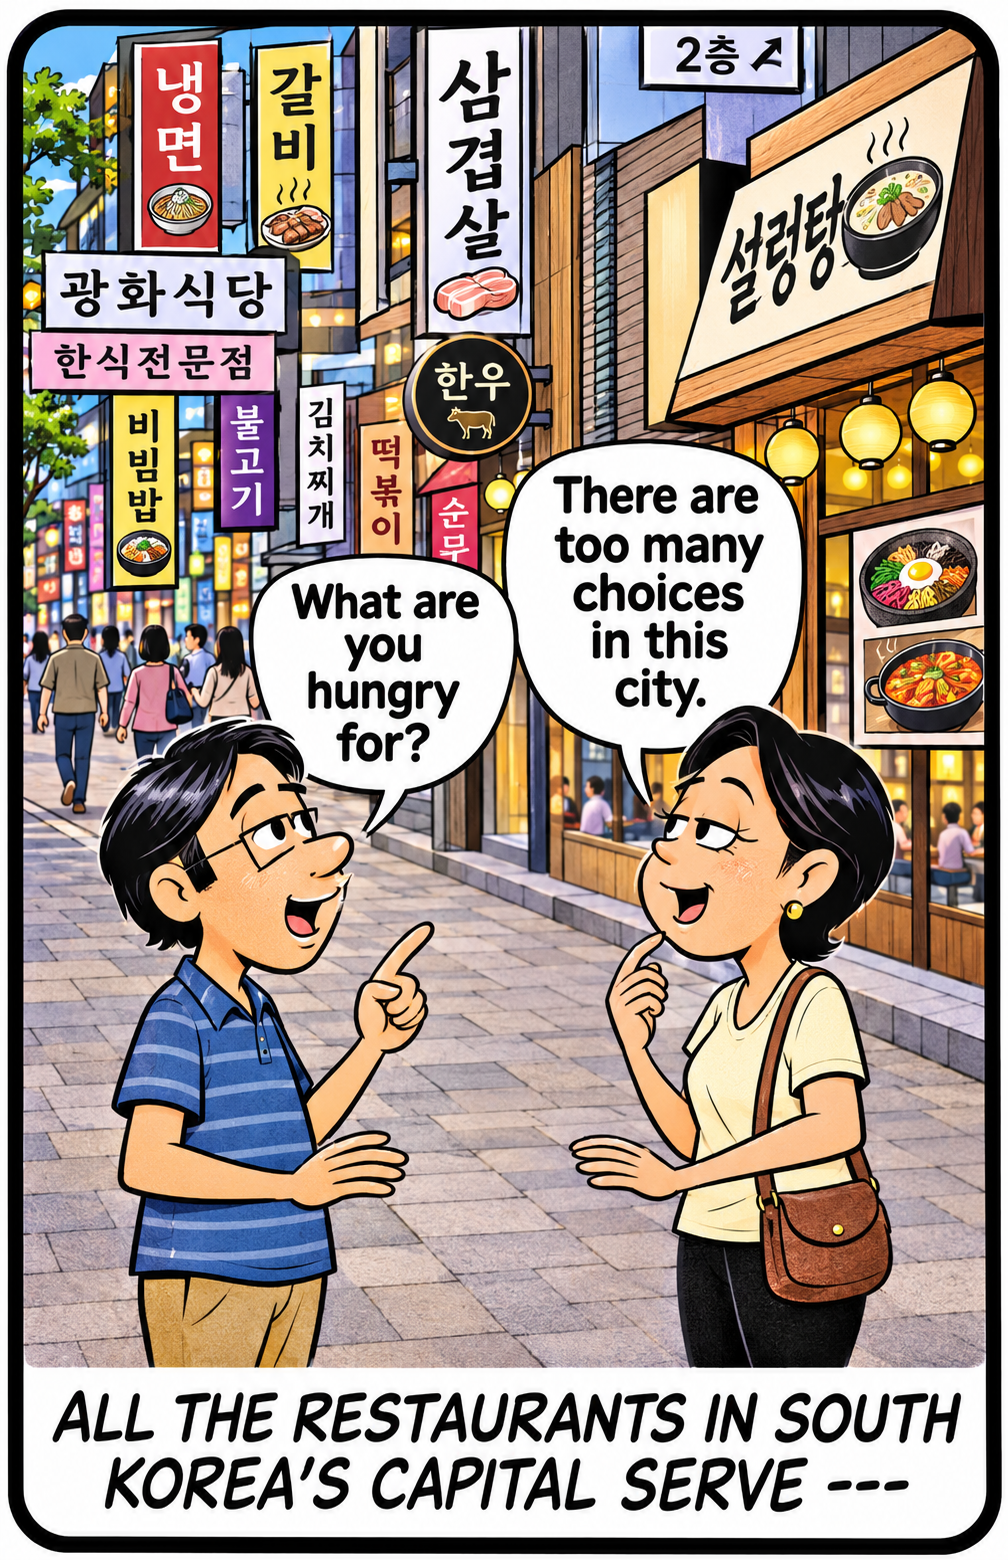 냉면
갈비
삼겹살
2층
설렁탕
광화식당
한식전문점
한우
비빔밥
불고기
김치찌개
떡볶이
What are
you
hungry
for?
There are
too many
choices
in this
city.
ALL THE RESTAURANTS IN SOUTH
KOREA'S CAPITAL SERVE ---